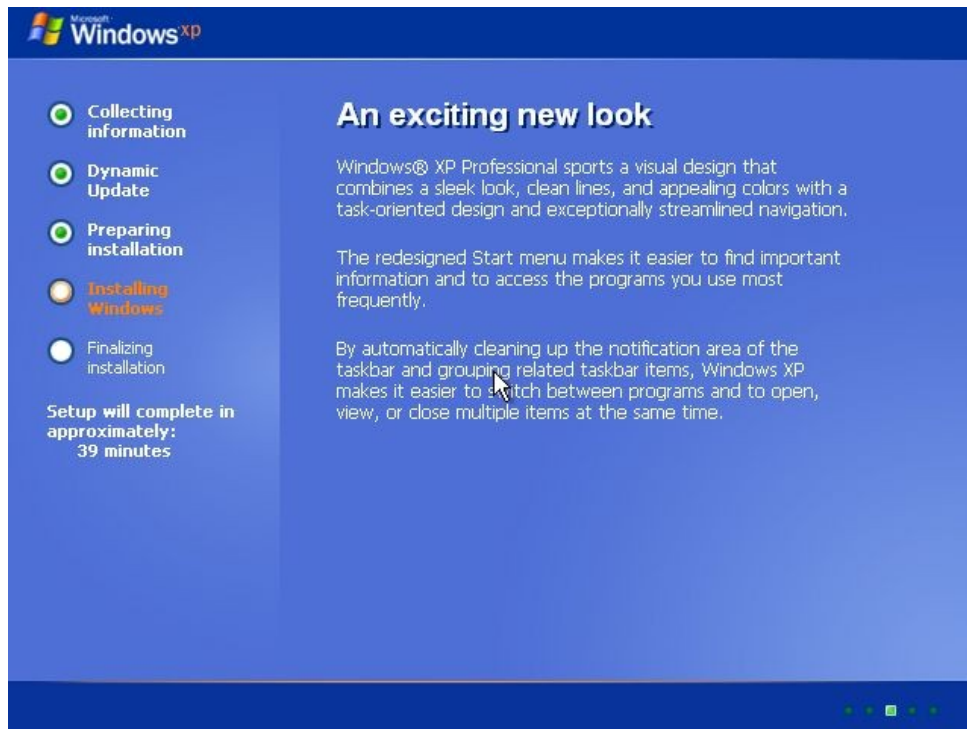 Microsoft
Windows xp
Collecting
information
Dynamic
Update
Preparing
installation
Installing
Windows
Finalizing
installation
Setup will complete in
approximately:
39 minutes
An exciting new look
Windows® XP Professional sports a visual design that
combines a sleek look, clean lines, and appealing colors with a
task-oriented design and exceptionally streamlined navigation.
The redesigned Start menu makes it easier to find important
information and to access the programs you use most
frequently.
By automatically cleaning up the notification area of the
taskbar and grouping related taskbar items, Windows XP
makes it easier to switch between programs and to open,
view, or close multiple items at the same time.